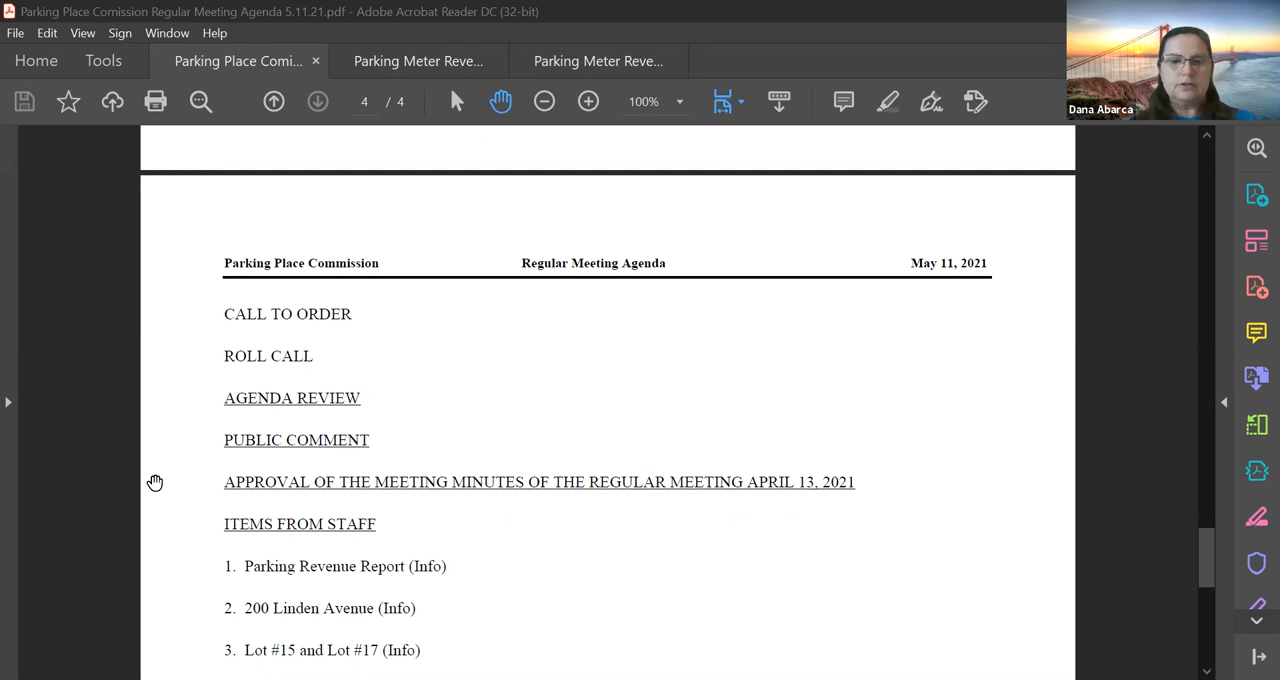 Parking Place Comission Regular Meeting Agenda 5.11.21.pdf - Adobe Acrobat Reader DC (32-bit)
File Edit View Sign Window Help
Home Tools Parking Place Comi... × Parking Meter Reve... Parking Meter Reve...
4 / 4 100%
Dana Abarca
Parking Place Commission Regular Meeting Agenda May 11, 2021
CALL TO ORDER
ROLL CALL
AGENDA REVIEW
PUBLIC COMMENT
APPROVAL OF THE MEETING MINUTES OF THE REGULAR MEETING APRIL 13, 2021
ITEMS FROM STAFF
1. Parking Revenue Report (Info)
2. 200 Linden Avenue (Info)
3. Lot #15 and Lot #17 (Info)